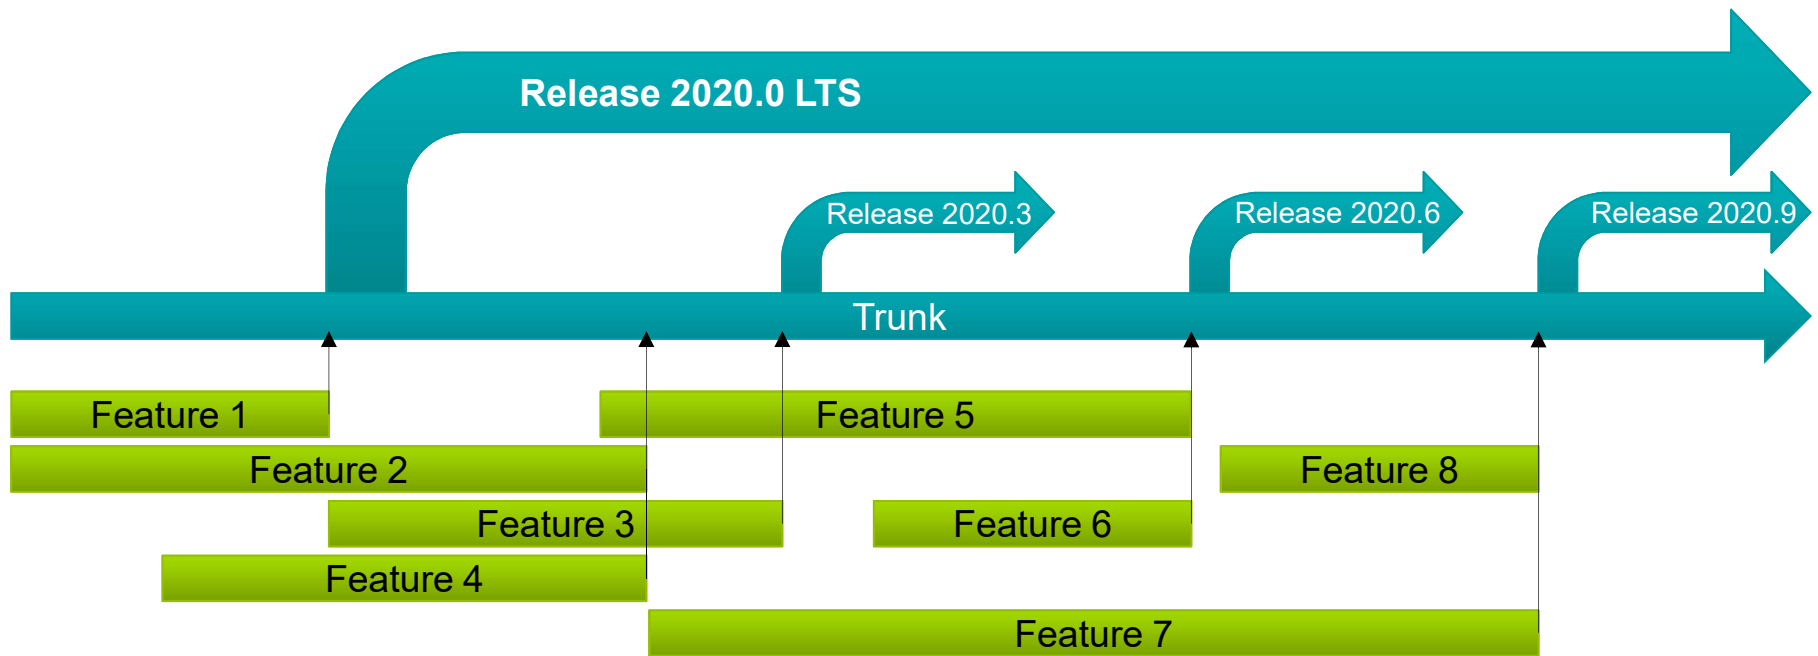 Release 2020.0 LTS
Release 2020.3
Release 2020.6
Release 2020.9
Trunk
Feature 1
Feature 5
Feature 2
Feature 8
Feature 3
Feature 6
Feature 4
Feature 7